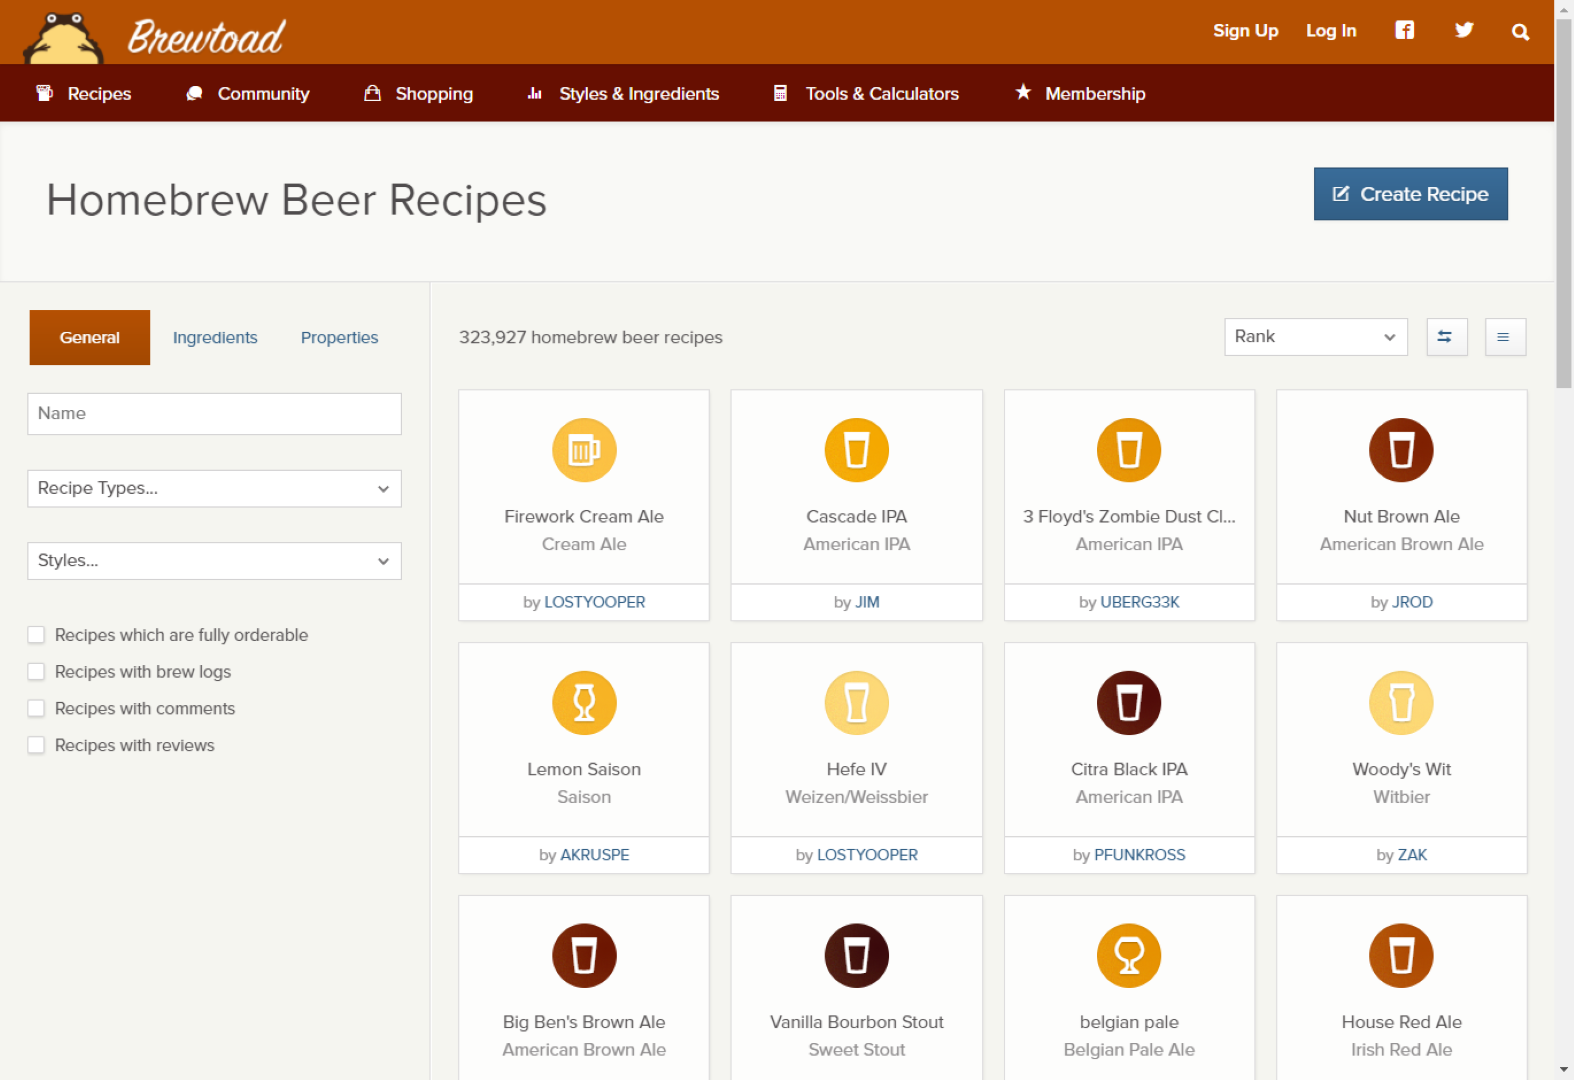 Brewtoad
Sign Up Log In
Recipes Community Shopping Styles & Ingredients Tools & Calculators Membership
Homebrew Beer Recipes
Create Recipe
General Ingredients Properties
Name
Recipe Types...
Styles...
Recipes which are fully orderable
Recipes with brew logs
Recipes with comments
Recipes with reviews
323,927 homebrew beer recipes
Rank
Firework Cream Ale
Cream Ale
by LOSTYOOPER
Cascade IPA
American IPA
by JIM
3 Floyd's Zombie Dust Cl...
American IPA
by UBERG33K
Nut Brown Ale
American Brown Ale
by JROD
Lemon Saison
Saison
by AKRUSPE
Hefe IV
Weizen/Weissbier
by LOSTYOOPER
Citra Black IPA
American IPA
by PFUNKROSS
Woody's Wit
Witbier
by ZAK
Big Ben's Brown Ale
American Brown Ale
Vanilla Bourbon Stout
Sweet Stout
belgian pale
Belgian Pale Ale
House Red Ale
Irish Red Ale